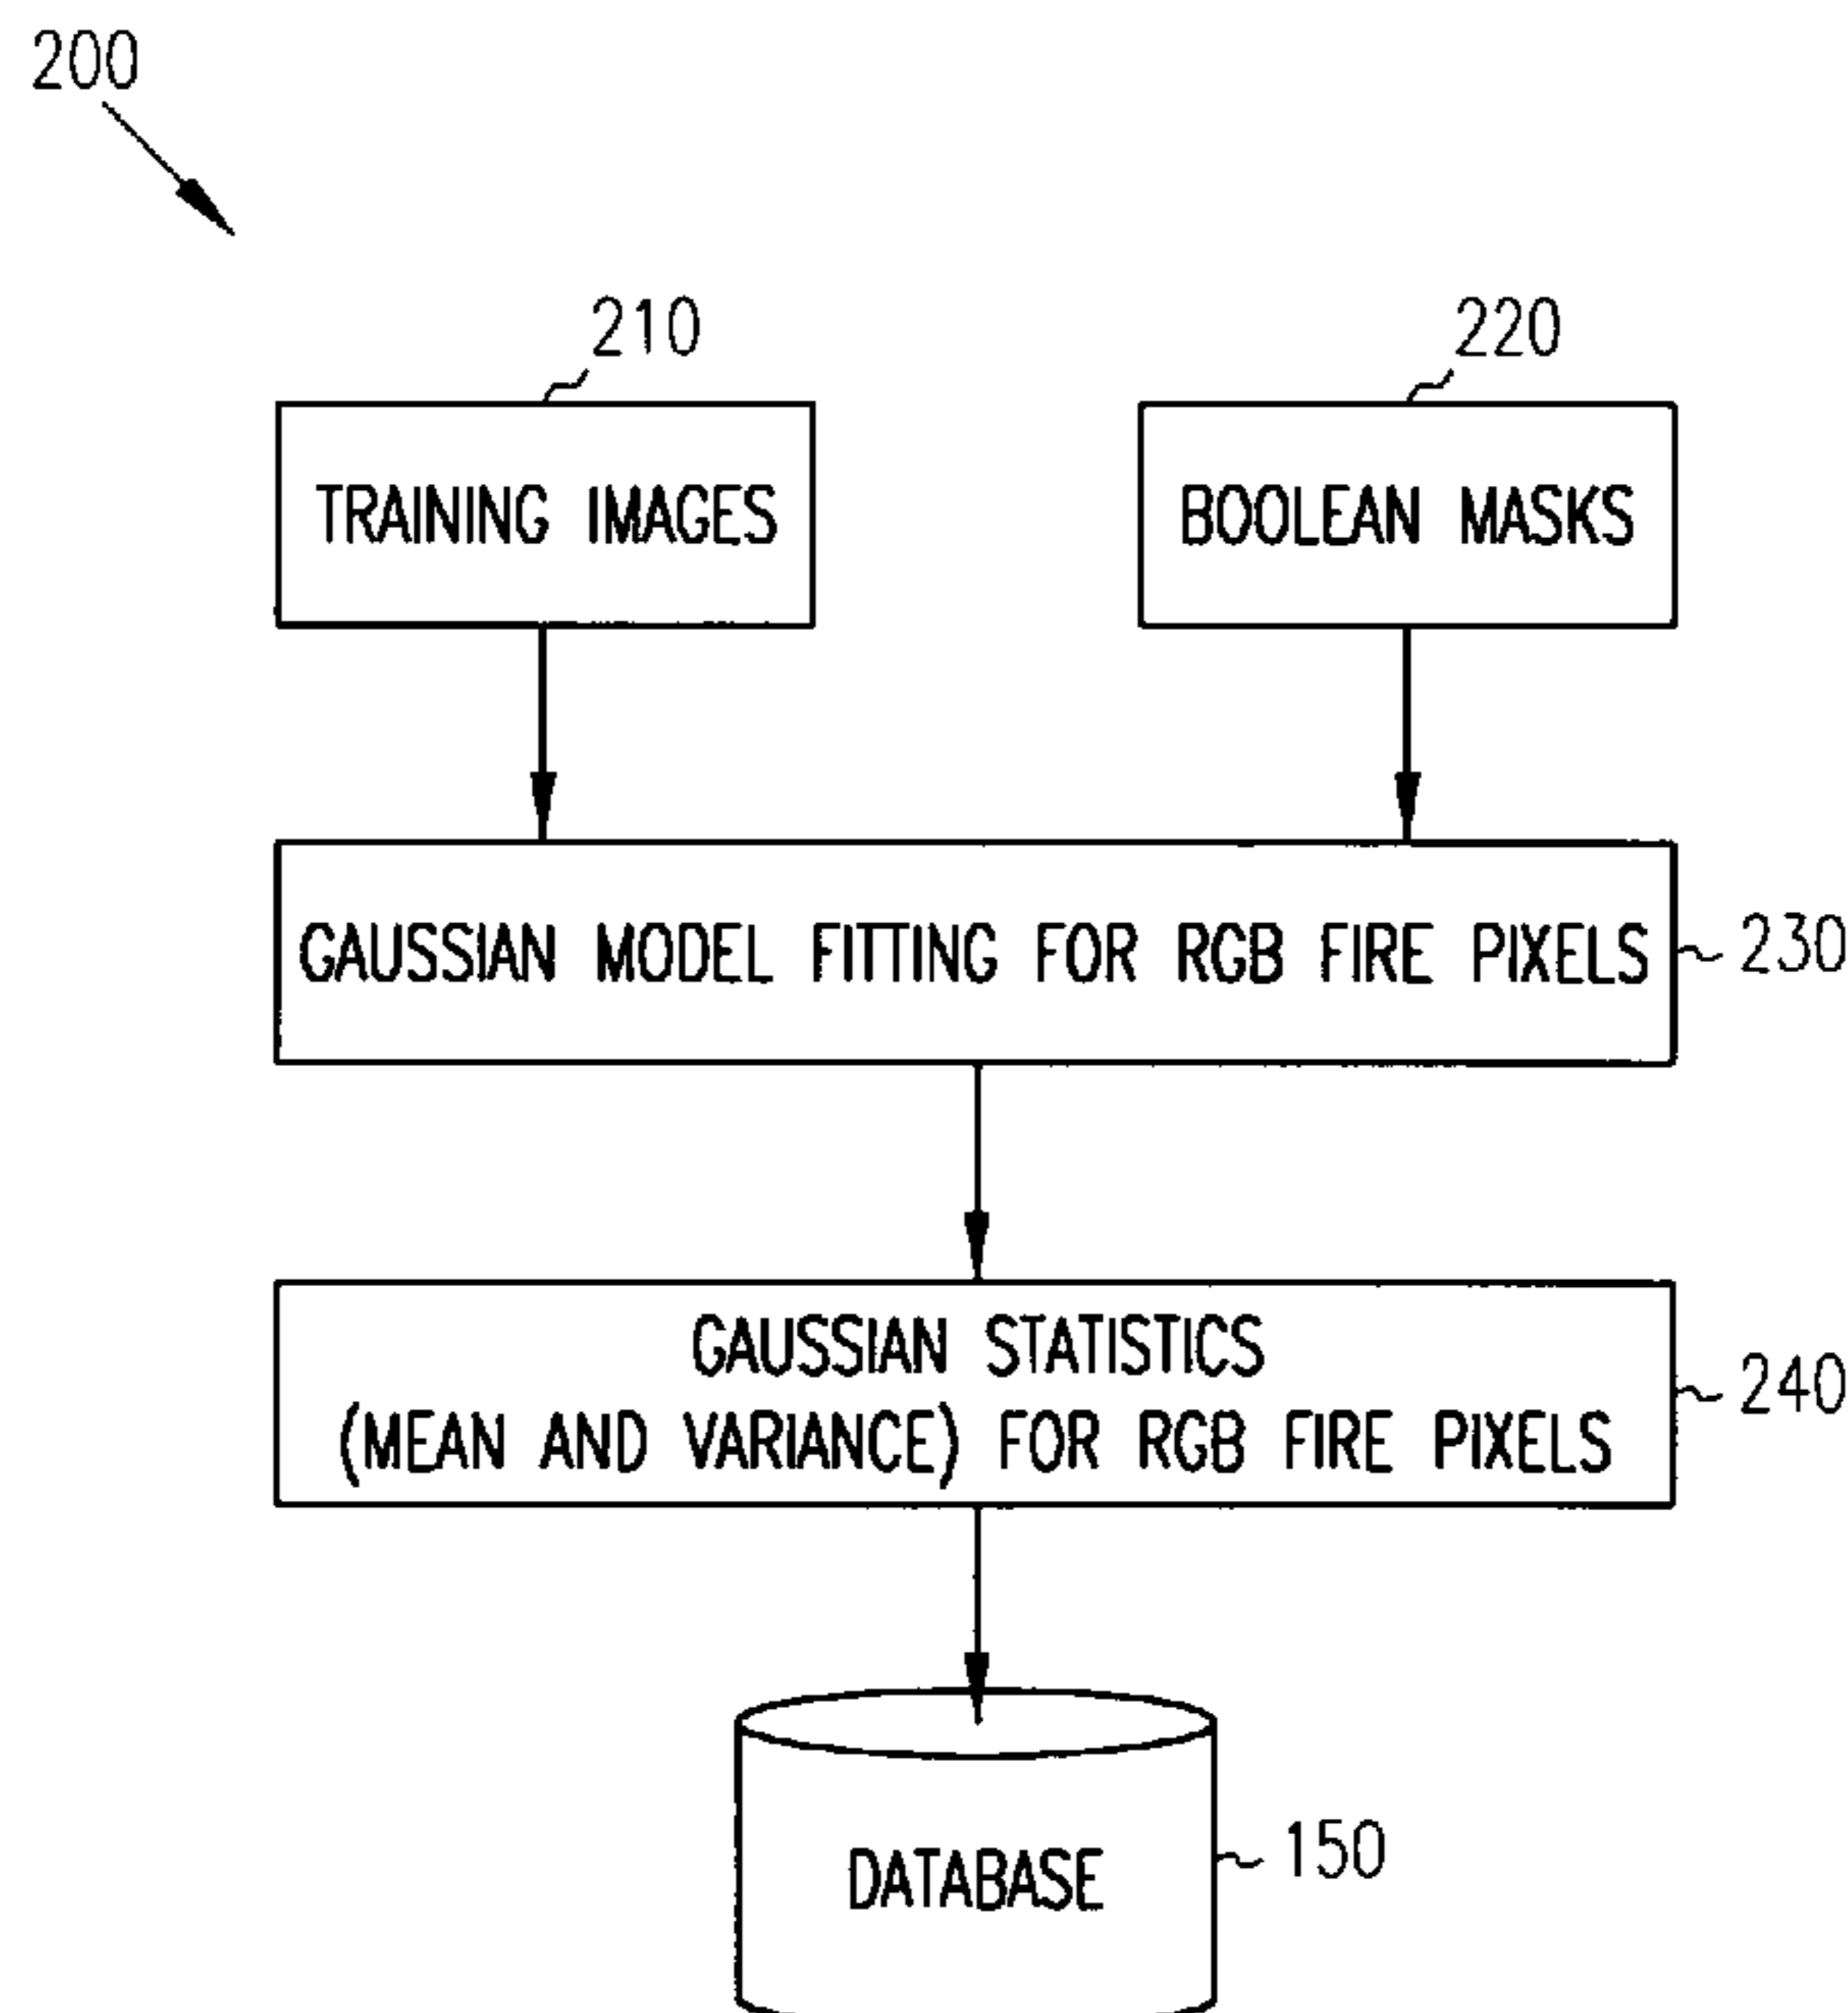 200
210
220
TRAINING IMAGES
BOOLEAN MASKS
GAUSSIAN MODEL FITTING FOR RGB FIRE PIXELS
230
GAUSSIAN STATISTICS
(MEAN AND VARIANCE) FOR RGB FIRE PIXELS
240
DATABASE
150